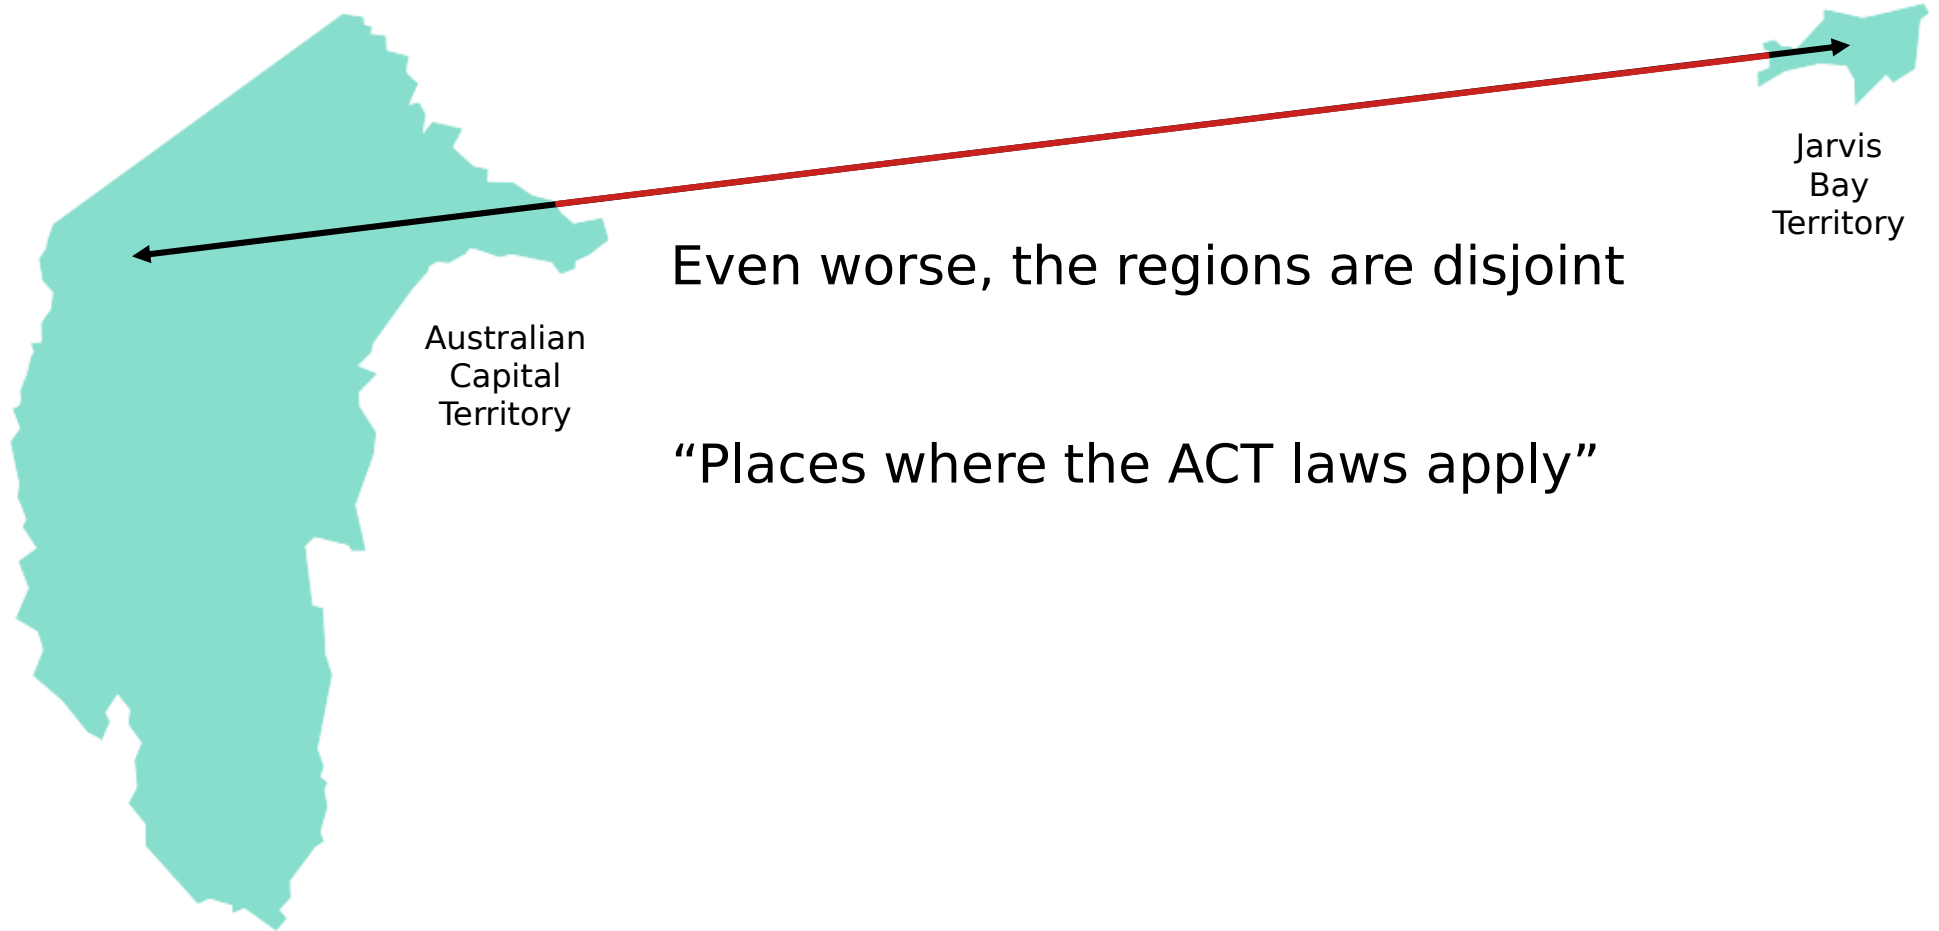 Jarvis
Bay
Territory
Even worse, the regions are disjoint
Australian
Capital
Territory
“Places where the ACT laws apply”